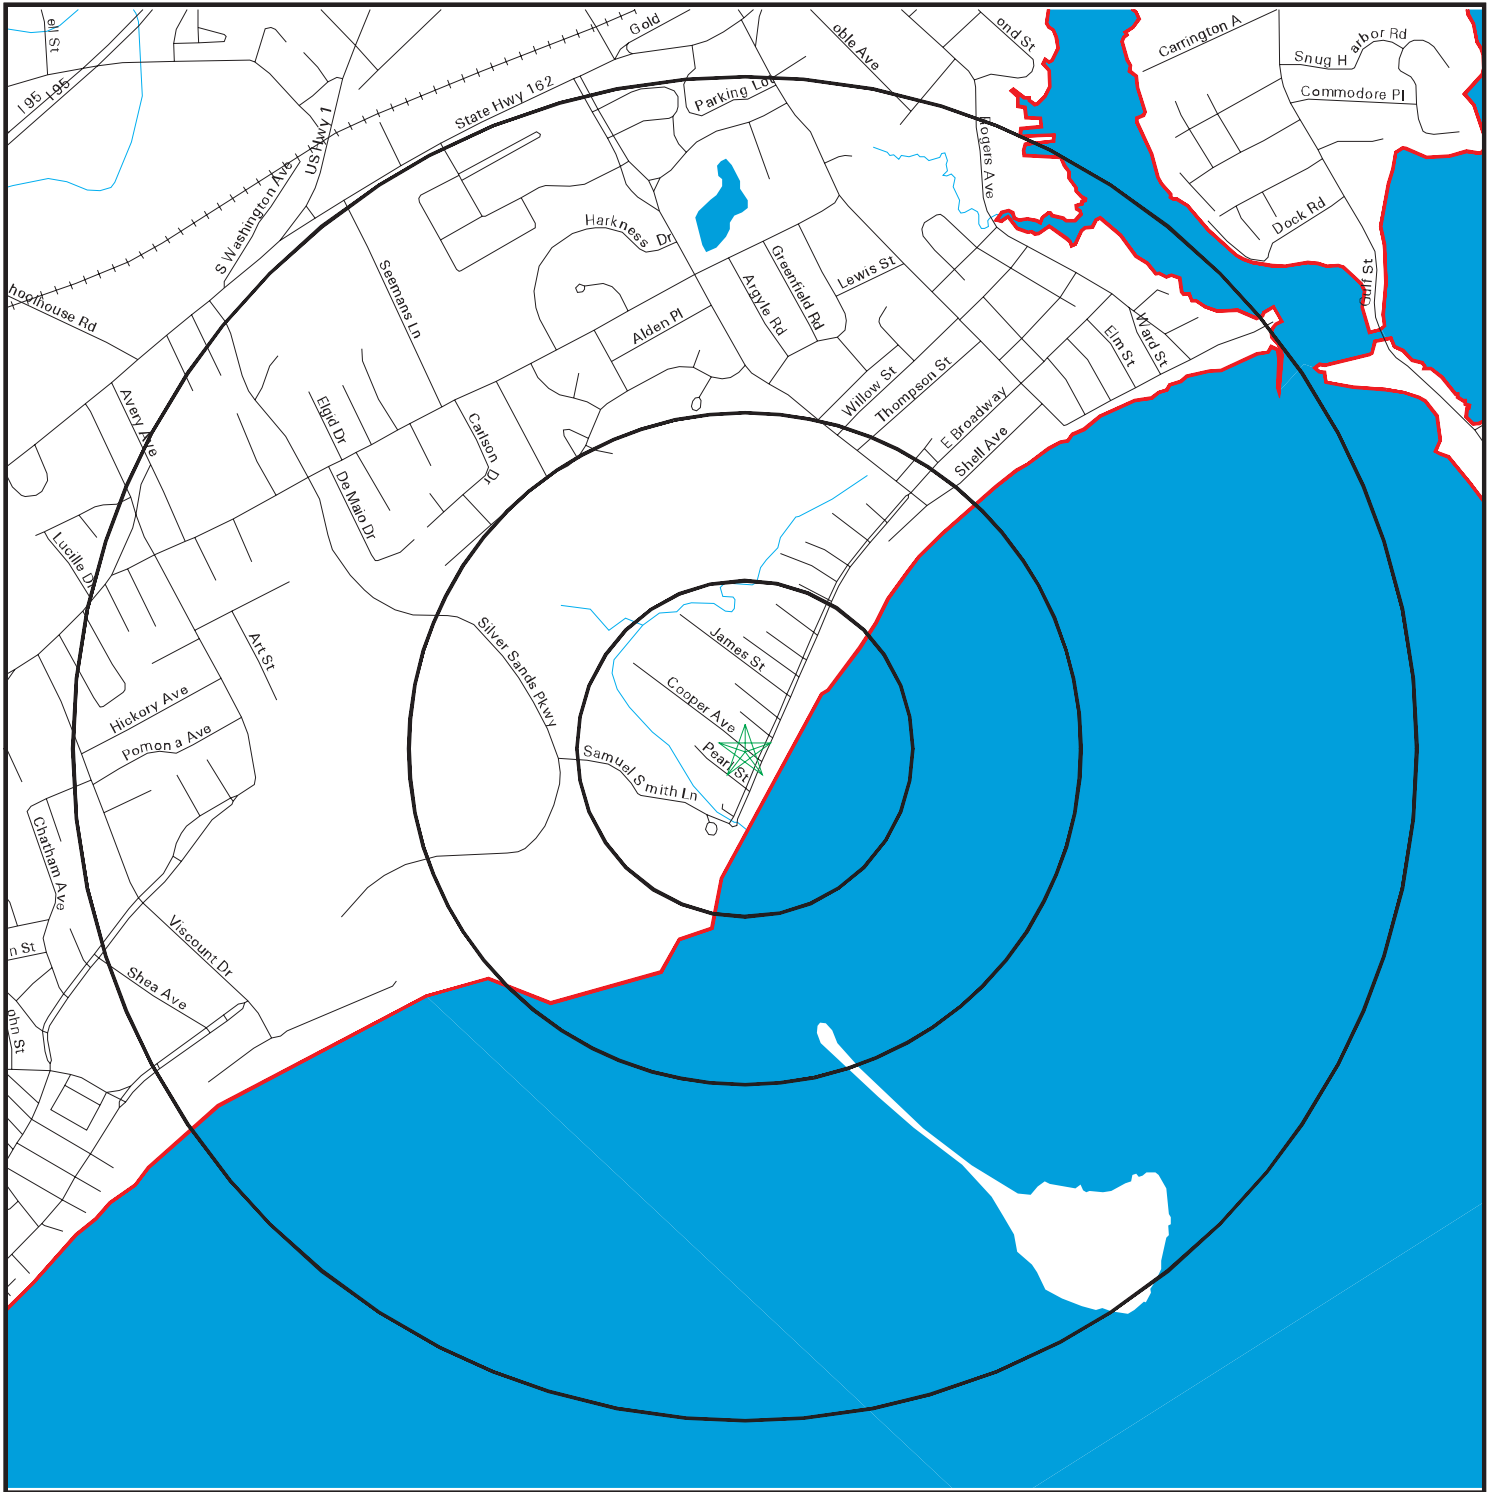 el St
I 95
I 95
US Hwy 1
S Washington Ave
State Hwy 162
Gold
Parking Lot
oble Ave
ond St
Rogers Ave
Carrington A
Snug H
arbor Rd
Commodore Pl
Dock Rd
Gulf St
hoolhouse Rd
Seemans Ln
Harkness Dr
Argyle Rd
Greenfield Rd
Lewis St
Alden Pl
Elm St
Ward St
Willow St
Thompson St
E Broadway
Shell Ave
Avery Ave
Elgid Dr
Carlson Dr
De Maio Dr
Lucille Dr
Art St
Silver Sands Pkwy
James St
Cooper Ave
Pearl St
Samuel Smith Ln
Hickory Ave
Pomona Ave
Chatham Ave
n St
Viscount Dr
Shea Ave
ohn St